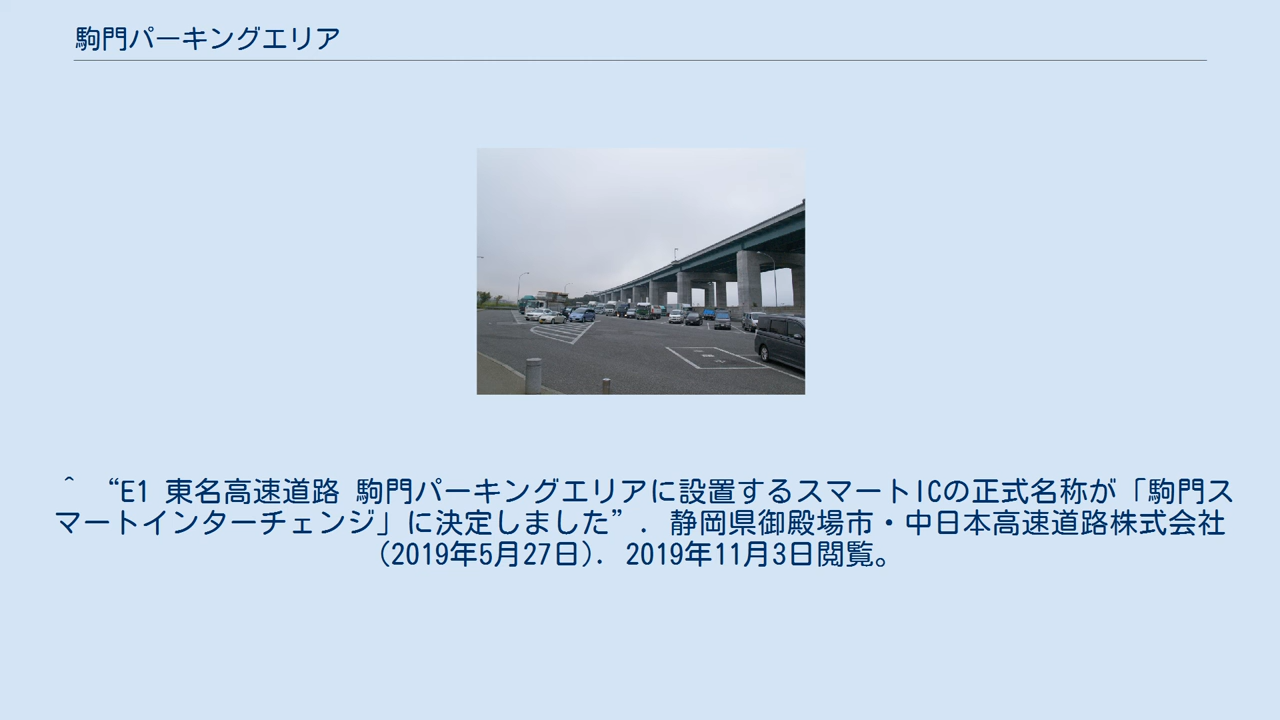 駒門パーキングエリア
^ “E1 東名高速道路 駒門パーキングエリアに設置するスマートICの正式名称が「駒門ス
マートインターチェンジ」に決定しました”. 静岡県御殿場市・中日本高速道路株式会社
(2019年5月27日). 2019年11月3日閲覧。